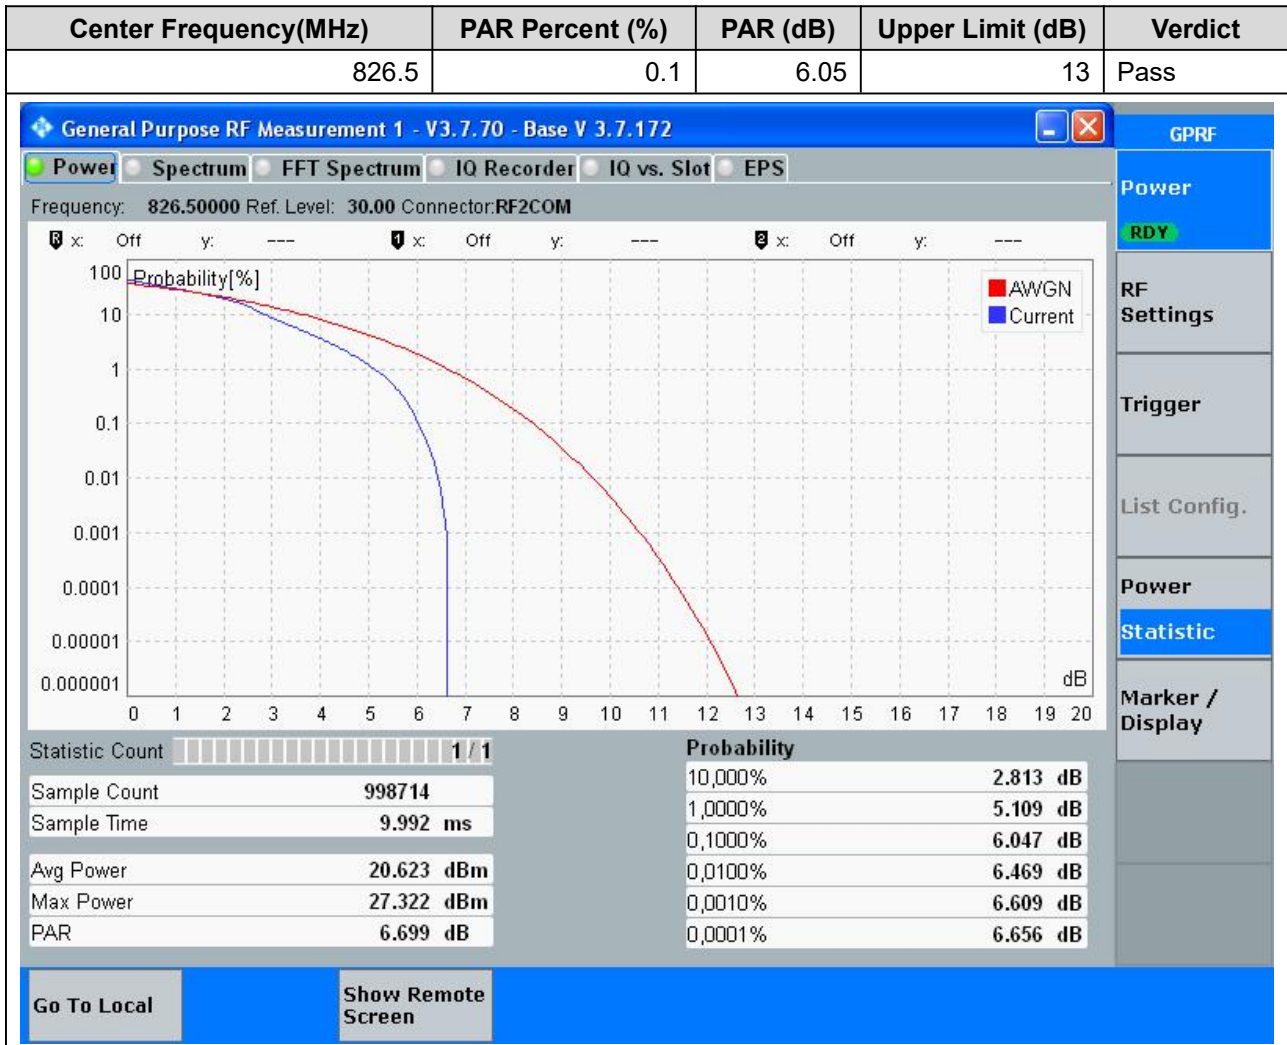 Center Frequency(MHz) PAR Percent (%) PAR (dB) Upper Limit (dB) Verdict
826.5 0.1 6.05 13 Pass
General Purpose RF Measurement 1 - V3.7.70 - Base V 3.7.172
GPRF
Power Spectrum FFT Spectrum IQ Recorder IQ vs. Slot EPS
Frequency: 826.50000 Ref. Level: 30.00 Connector:RF2COM
R x: Off y: --- 1 x: Off y: --- 2 x: Off y: ---
Probability[%]
AWGN
Current
100
10
1
0.1
0.01
0.001
0.0001
0.00001
0.000001
dB
0 1 2 3 4 5 6 7 8 9 10 11 12 13 14 15 16 17 18 19 20
Statistic Count 1 / 1
Sample Count 998714
Sample Time 9.992 ms
Avg Power 20.623 dBm
Max Power 27.322 dBm
PAR 6.699 dB
Probability
10,000% 2.813 dB
1,0000% 5.109 dB
0,1000% 6.047 dB
0,0100% 6.469 dB
0,0010% 6.609 dB
0,0001% 6.656 dB
Power
RDY
RF
Settings
Trigger
List Config.
Power
Statistic
Marker /
Display
Go To Local
Show Remote
Screen